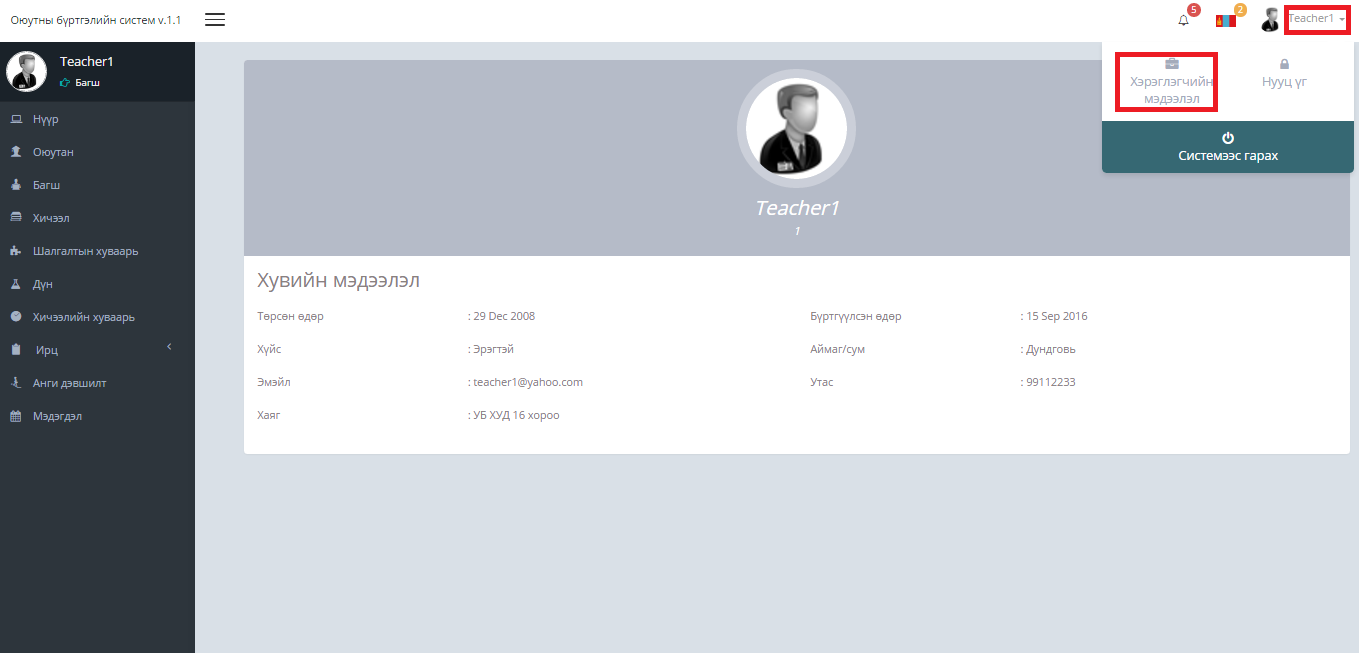 Оюутны бүртгэлийн систем v.1.1
5
2
Teacher1
Teacher1
Багш
Хэрэглэгчийн
мэдээлэл
Нууц үг
Системээс гарах
Нүүр
Оюутан
Багш
Хичээл
Шалгалтын хуваарь
Дүн
Хичээлийн хуваарь
Ирц
Анги дэвшилт
Мэдэгдэл
Teacher1
1
Хувийн мэдээлэл
Төрсөн өдөр : 29 Dec 2008 Бүртгүүлсэн өдөр : 15 Sep 2016
Хүйс : Эрэгтэй Аймаг/сум : Дундговь
Эмэйл : teacher1@yahoo.com Утас : 99112233
Хаяг : УБ ХУД 16 хороо